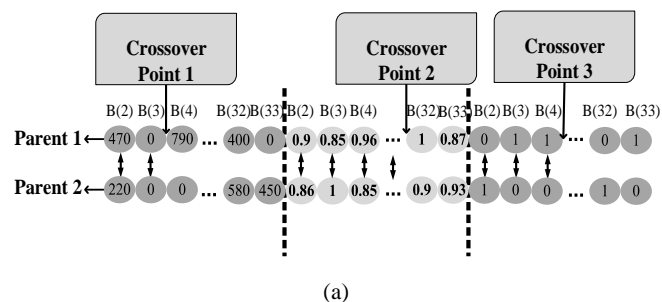 Crossover
Point 1
Crossover
Point 2
Crossover
Point 3
B(2) B(3) B(4) B(32) B(33) B(2) B(3) B(4) B(32) B(33) B(2) B(3) B(4) B(32) B(33)
Parent 1 470 0 790 ... 400 0 0.9 0.85 0.96 ... 1 0.87 0 1 1 ... 0 1
Parent 2 220 0 0 ... 580 450 0.86 1 0.85 ... 0.9 0.93 1 0 0 ... 1 0
(a)